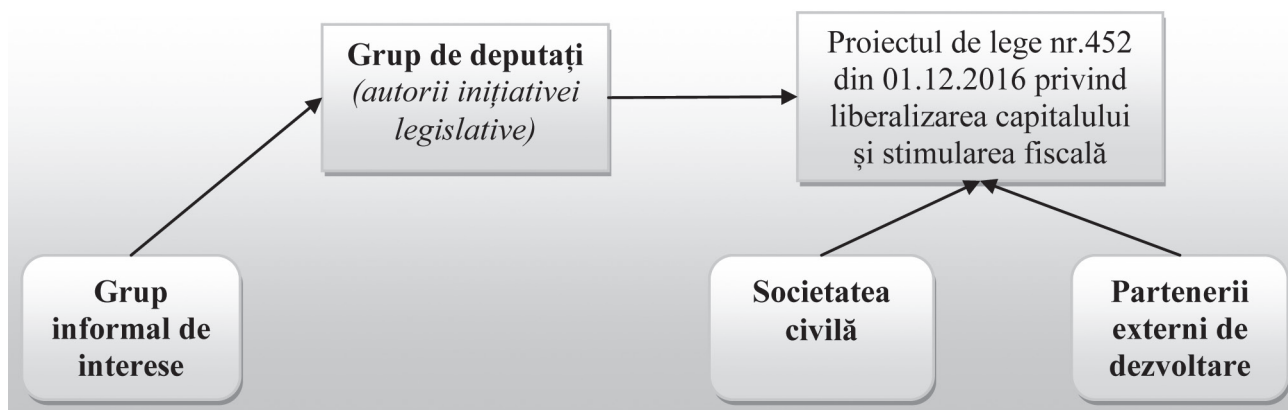 Grup de deputați
(autorii inițiativei
legislative)
Proiectul de lege nr.452
din 01.12.2016 privind
liberalizarea capitalului
și stimularea fiscală
Grup
informal de
interese
Societatea
civilă
Partenerii
externi de
dezvoltare